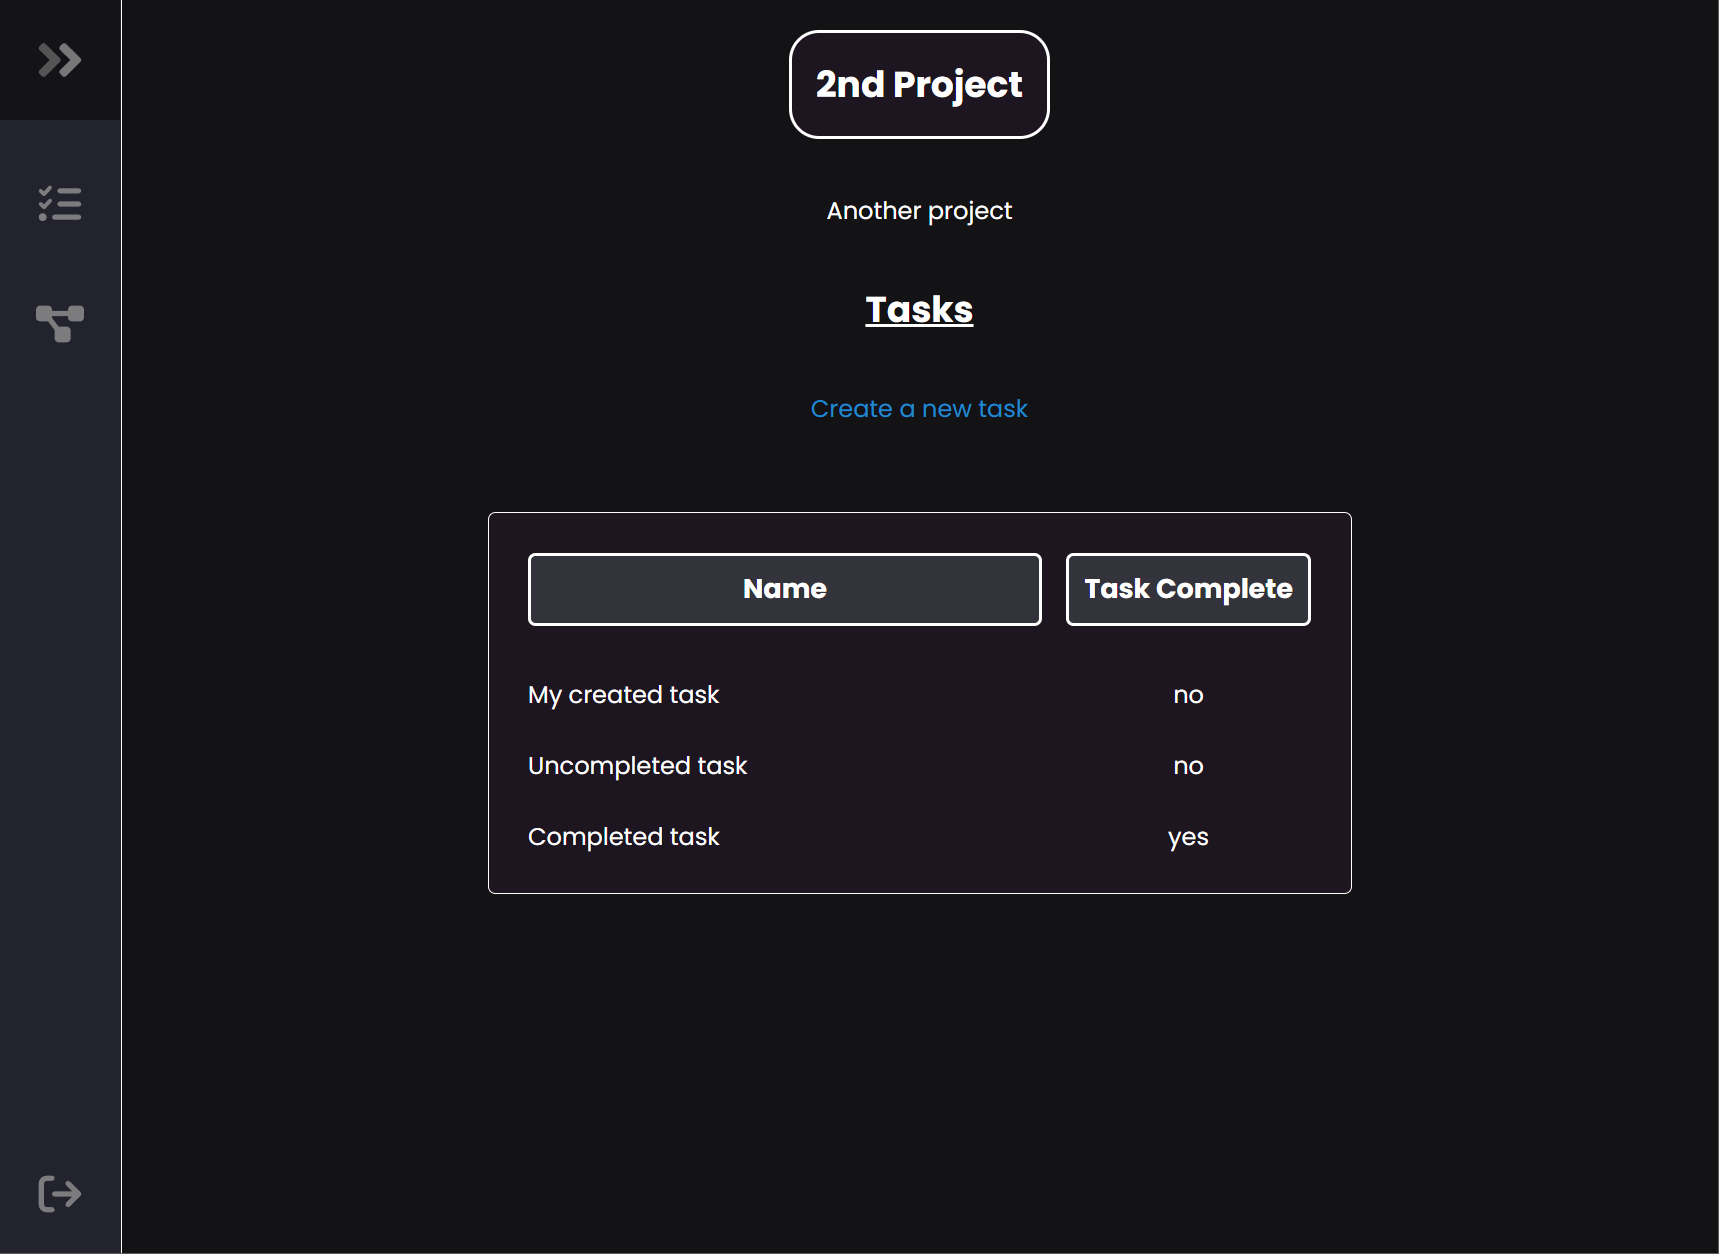 2nd Project
Another project
Tasks
Create a new task
Name Task Complete
My created task no
Uncompleted task no
Completed task yes